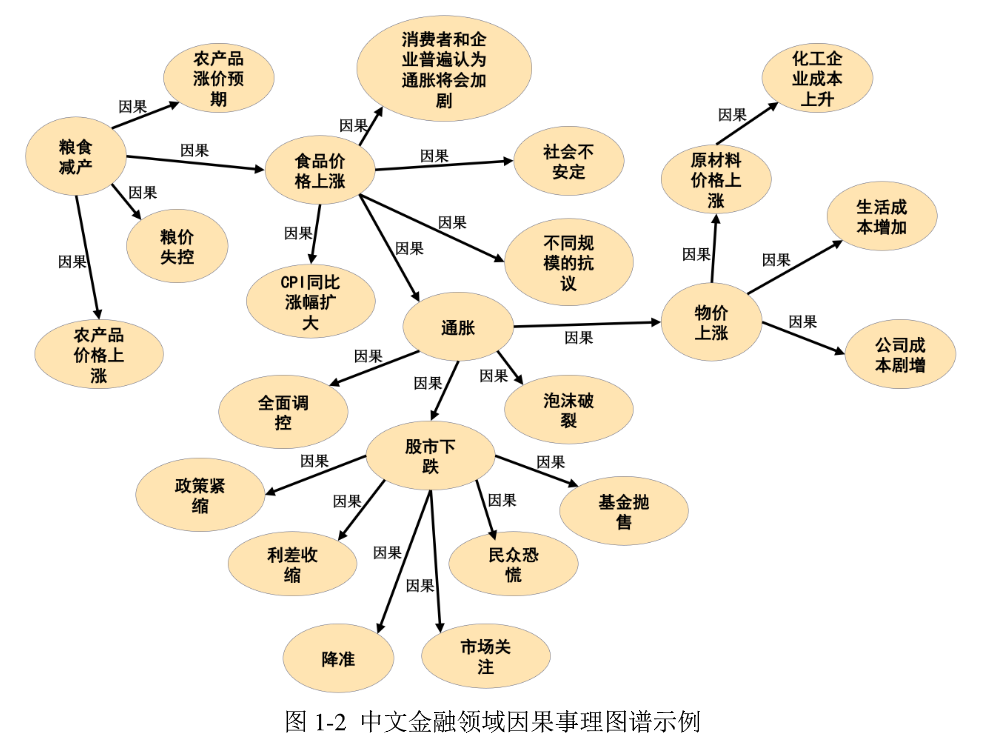 消费者和企
业普遍认为
通胀将会加
剧
农产品
涨价预
期
化工企
业成本
上升
因果
因果
因果
粮食
减产
因果
食品价
格上涨
因果
社会不
安定
原材料
价格上
涨
因果
粮价
失控
因果
因果
因果
因果
不同规
模的抗
议
生活成
本增加
因果
因果
因果
CPI同比
涨幅扩
大
农产品
价格上
涨
通胀
因果
物价
上涨
因果
公司成
本剧增
因果
因果
因果
全面调
控
泡沫破
裂
股市下
跌
因果
因果
政策紧
缩
因果
因果
基金抛
售
利差收
缩
因果
因果
民众恐
慌
降准
市场关
注
图 1-2 中文金融领域因果事理图谱示例